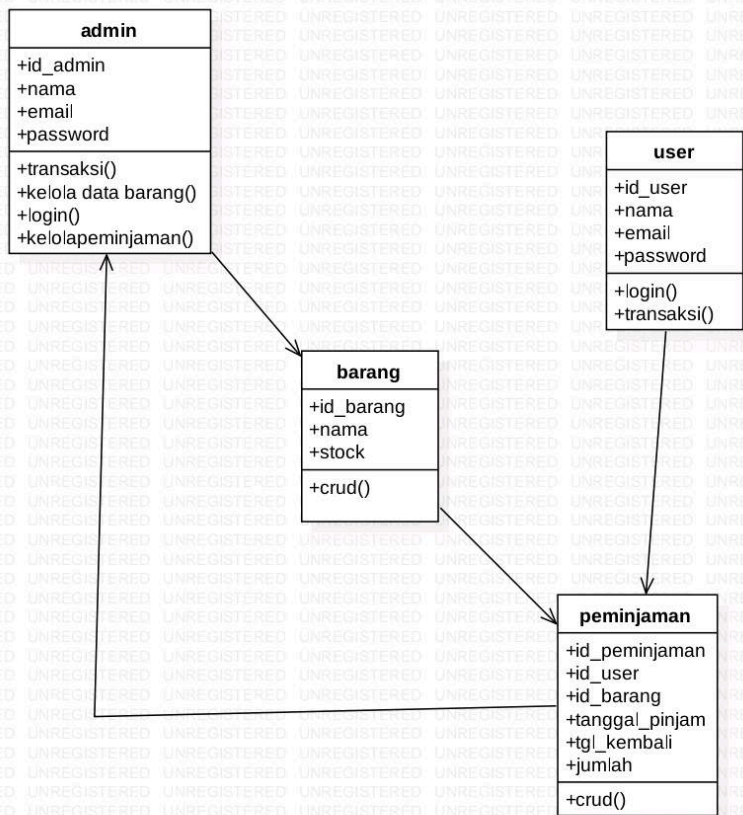 admin
+id_admin
+nama
+email
+password
+transaksi()
+kelola data barang()
+login()
+kelolapeminjaman()
user
+id_user
+nama
+email
+password
+login()
+transaksi()
barang
+id_barang
+nama
+stock
+crud()
peminjaman
+id_peminjaman
+id_user
+id_barang
+tanggal_pinjam
+tgl_kembali
+jumlah
+crud()
UNREGISTERED